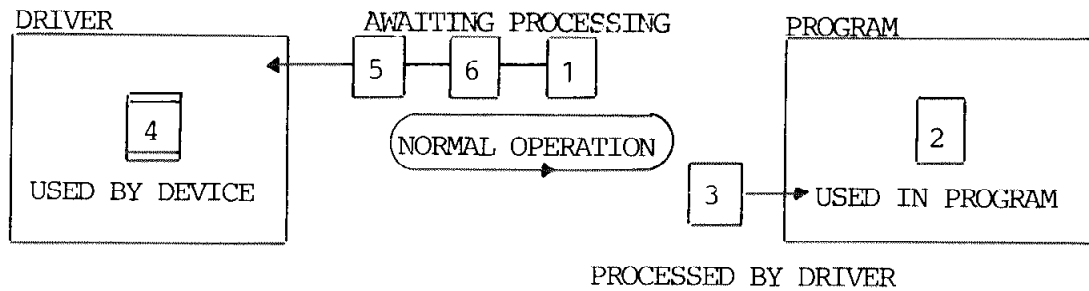 DRIVER
AWAITING PROCESSING
PROGRAM
5 6 1
4
2
NORMAL OPERATION
USED BY DEVICE
3
USED IN PROGRAM
PROCESSED BY DRIVER